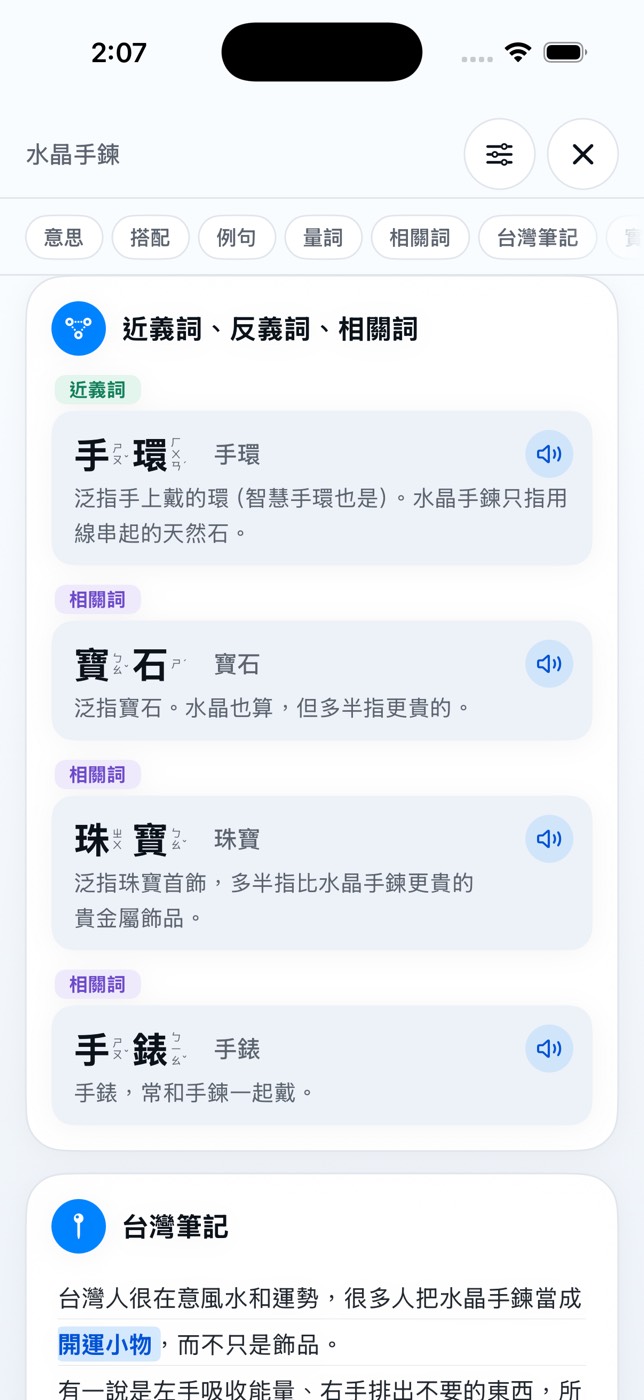 2:07
水晶手鍊
意思 搭配 例句 量詞 相關詞 台灣筆記
近義詞、反義詞、相關詞
近義詞
手ㄕㄡˇ環ㄏㄨㄢˊ 手環
泛指手上戴的環（智慧手環也是）。水晶手鍊只指用
線串起的天然石。
相關詞
寶ㄅㄠˇ石ㄕˊ 寶石
泛指寶石。水晶也算，但多半指更貴的。
相關詞
珠ㄓㄨ寶ㄅㄠˇ 珠寶
泛指珠寶首飾，多半指比水晶手鍊更貴的
貴金屬飾品。
相關詞
手ㄕㄡˇ錶ㄅㄧㄠˇ 手錶
手錶，常和手鍊一起戴。
台灣筆記
台灣人很在意風水和運勢，很多人把水晶手鍊當成
開運小物，而不只是飾品。
有一說是左手吸收能量、右手排出不要的東西，所